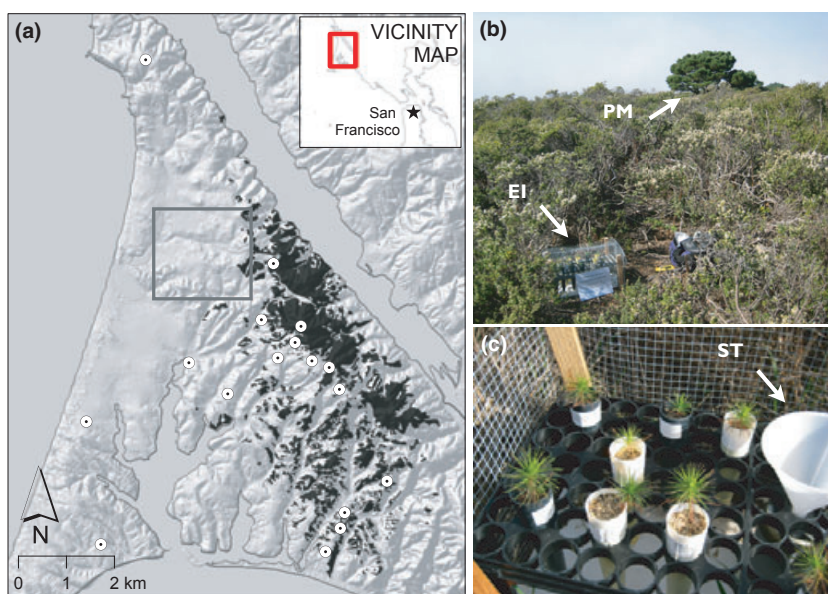 (a)
VICINITY
MAP
San
Francisco
N
0 1 2 km
(b)
PM
EI
(c)
ST